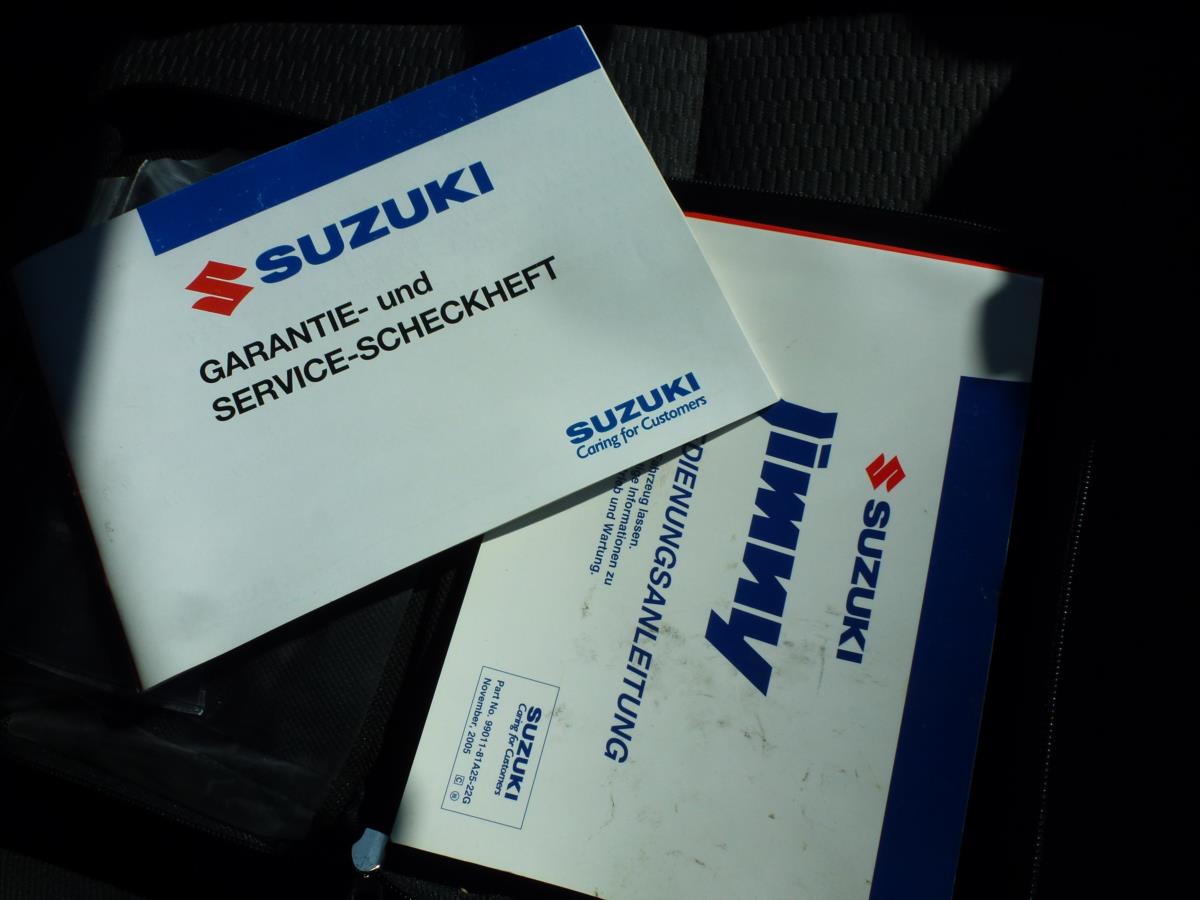 SUZUKI
GARANTIE- und
SERVICE-SCHECKHEFT
SUZUKI
Caring for Customers
SUZUKI
Jimny
DIENUNGSANLEITUNG
lassen.
Informationen zu
und Wartung.
SUZUKI
Caring for Customers
Part No. 99011-81A25-22G
November, 2005